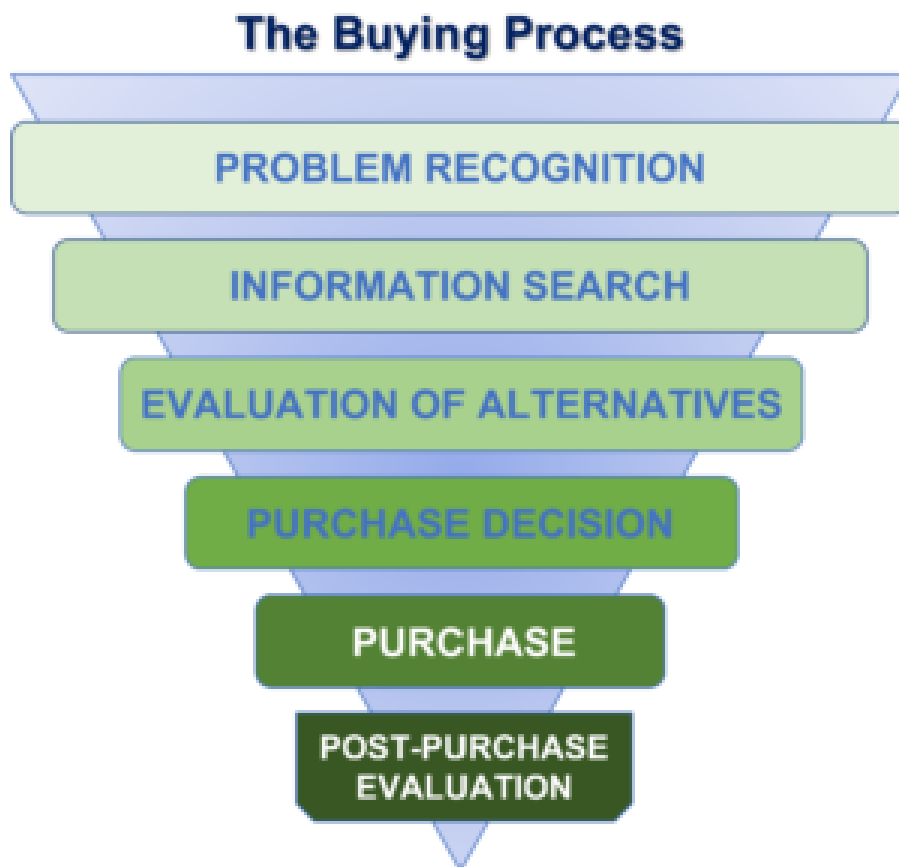 The Buying Process
PROBLEM RECOGNITION
INFORMATION SEARCH
EVALUATION OF ALTERNATIVES
PURCHASE DECISION
PURCHASE
POST-PURCHASE
EVALUATION